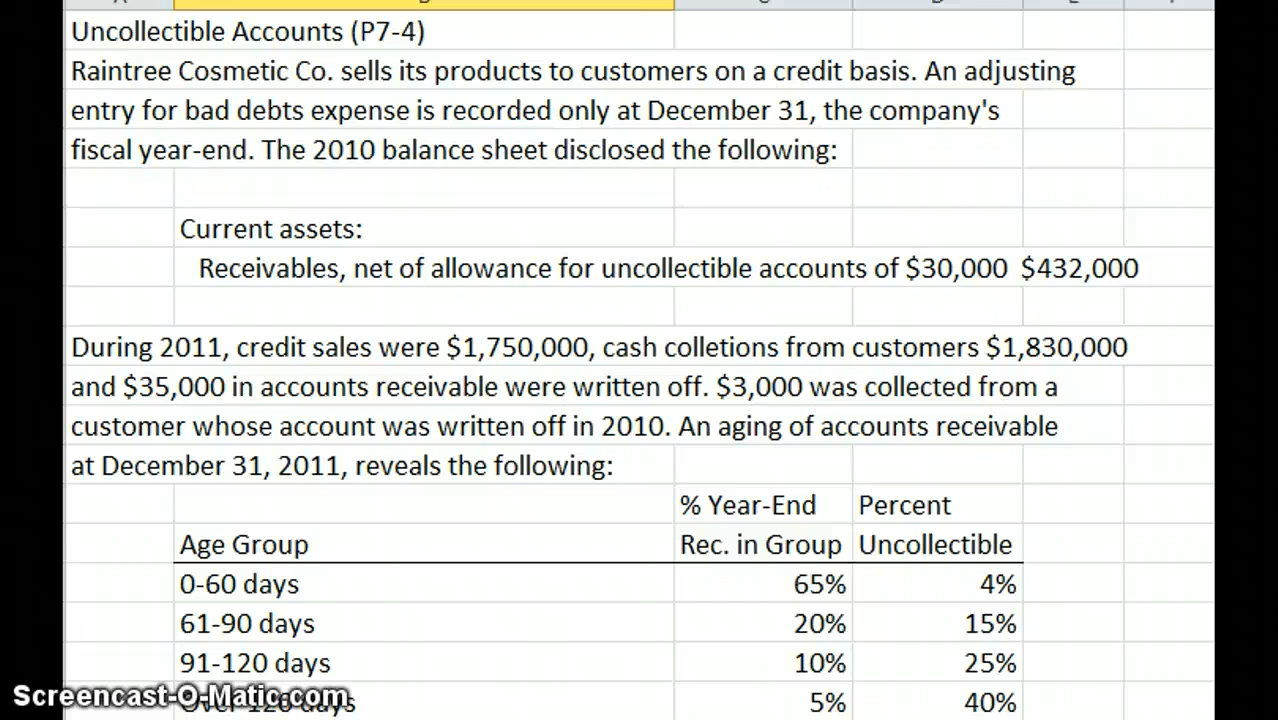 Uncollectible Accounts (P7-4)
Raintree Cosmetic Co. sells its products to customers on a credit basis. An adjusting
entry for bad debts expense is recorded only at December 31, the company's
fiscal year-end. The 2010 balance sheet disclosed the following:
Current assets:
Receivables, net of allowance for uncollectible accounts of $30,000 $432,000
During 2011, credit sales were $1,750,000, cash colletions from customers $1,830,000
and $35,000 in accounts receivable were written off. $3,000 was collected from a
customer whose account was written off in 2010. An aging of accounts receivable
at December 31, 2011, reveals the following:
% Year-End Percent
Age Group Rec. in Group Uncollectible
0-60 days 65% 4%
61-90 days 20% 15%
91-120 days 10% 25%
Over 120 days 5% 40%
Screencast-O-Matic.com